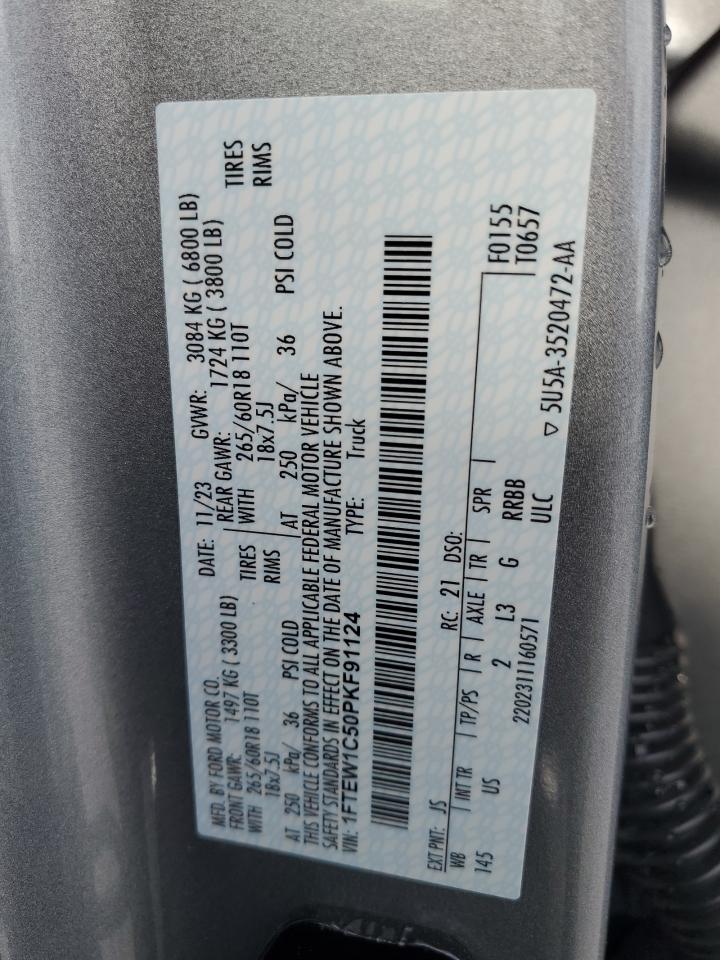 MFD. BY FORD MOTOR CO. DATE: 11/23 GVWR: 3084 KG ( 6800 LB)
FRONT GAWR: 1497 KG ( 3300 LB) REAR GAWR: 1724 KG ( 3800 LB)
WITH 265/60R18 110T TIRES WITH 265/60R18 110T TIRES
18x7.5J RIMS 18x7.5J RIMS
AT 250 kPa/ 36 PSI COLD AT 250 kPa/ 36 PSI COLD
THIS VEHICLE CONFORMS TO ALL APPLICABLE FEDERAL MOTOR VEHICLE
SAFETY STANDARDS IN EFFECT ON THE DATE OF MANUFACTURE SHOWN ABOVE.
VIN: 1FTEW1C50PKF91124 TYPE: Truck
EXT PNT: JS RC: 21 DSO:
WB INT TR TP/PS R AXLE TR SPR F0155
145 US 2 L3 G RRBB T0657
2202311160571 ULC
▽ 5U5A-3520472-AA